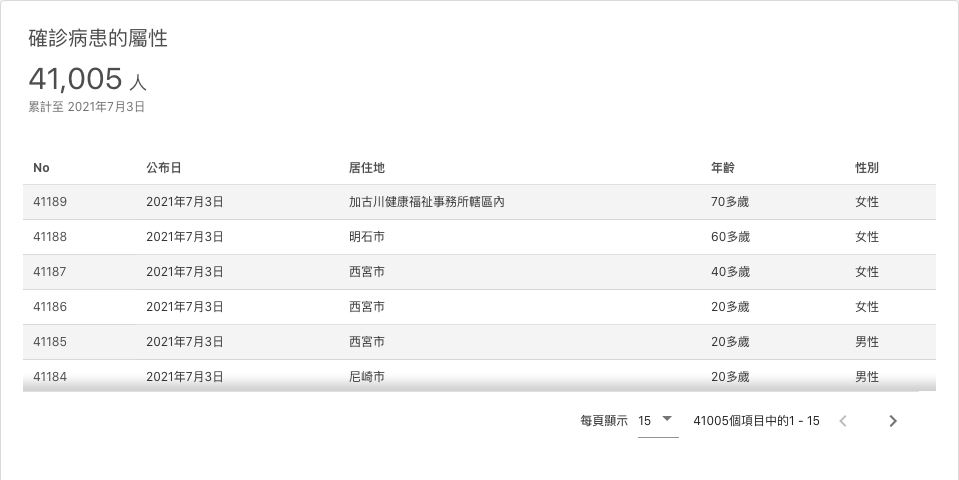 確診病患的屬性
41,005 人
累計至 2021年7月3日
No 公布日 居住地 年齡 性別
41189 2021年7月3日 加古川健康福祉事務所轄區內 70多歲 女性
41188 2021年7月3日 明石市 60多歲 女性
41187 2021年7月3日 西宮市 40多歲 女性
41186 2021年7月3日 西宮市 20多歲 女性
41185 2021年7月3日 西宮市 20多歲 男性
41184 2021年7月3日 尼崎市 20多歲 男性
每頁顯示 15 41005個項目中的1 - 15